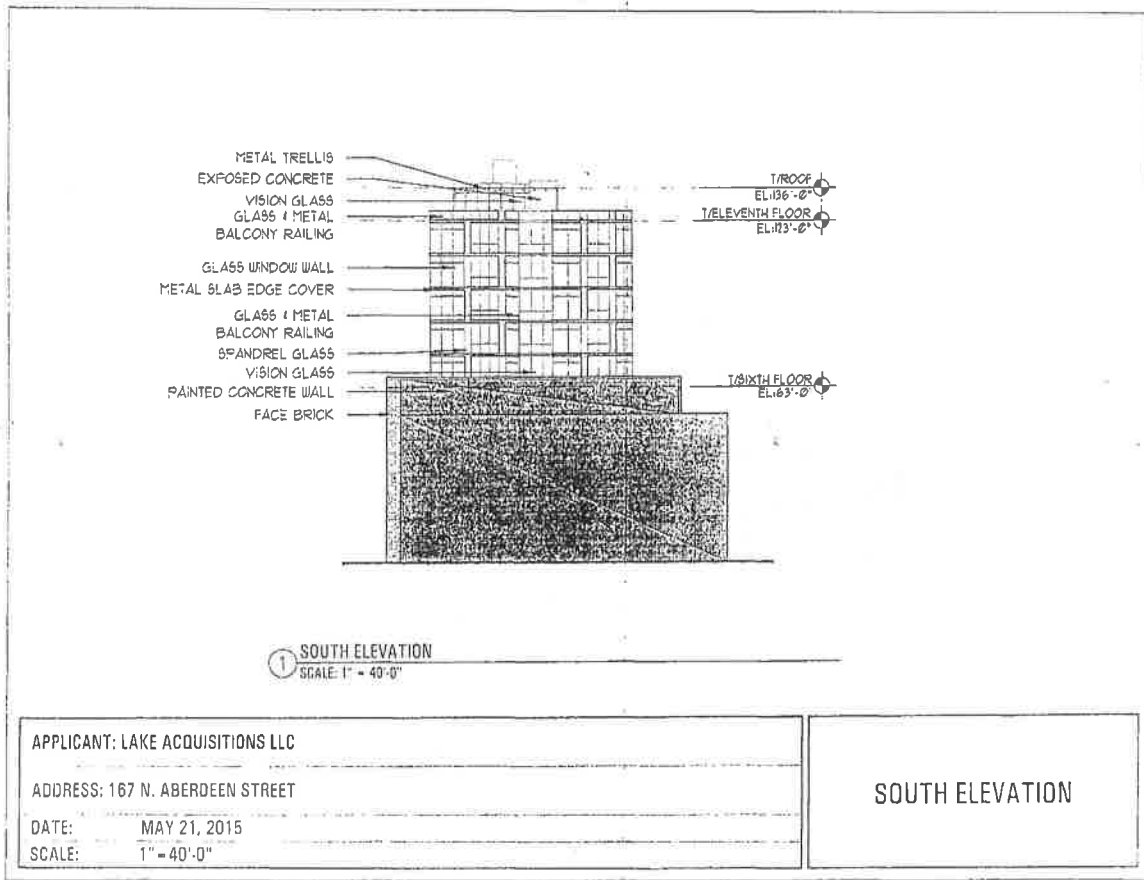 METAL TRELLIS
EXPOSED CONCRETE
VISION GLASS
GLASS & METAL
BALCONY RAILING
GLASS WINDOW WALL
METAL SLAB EDGE COVER
GLASS & METAL
BALCONY RAILING
SPANDREL GLASS
VISION GLASS
PAINTED CONCRETE WALL
FACE BRICK
T/ROOF
EL:136'-0"
T/ELEVENTH FLOOR
EL:123'-0"
T/SIXTH FLOOR
EL:63'-0"
1 SOUTH ELEVATION
SCALE: 1" = 40'-0"
APPLICANT: LAKE ACQUISITIONS LLC
ADDRESS: 167 N. ABERDEEN STREET
DATE: MAY 21, 2015
SCALE: 1"=40'-0"
SOUTH ELEVATION